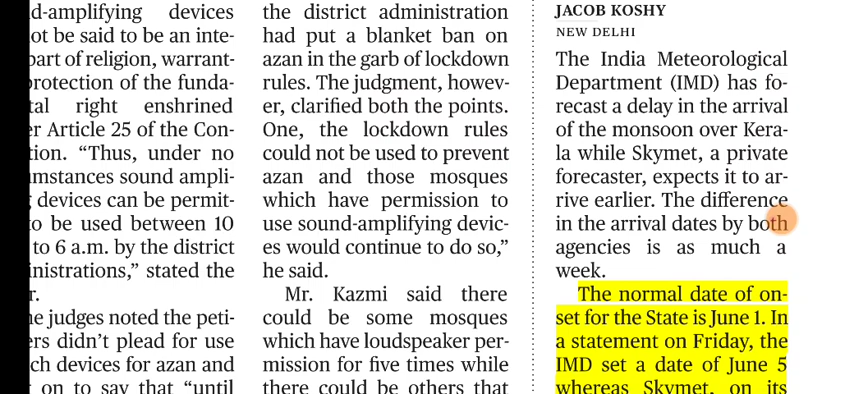 d-amplifying devices
ot be said to be an inte-
part of religion, warrant-
protection of the funda-
tal right enshrined
er Article 25 of the Con-
tion. “Thus, under no
mstances sound ampli-
devices can be permit-
to be used between 10
to 6 a.m. by the district
inistrations,” stated the
r.
he judges noted the peti-
ers didn’t plead for use
ch devices for azan and
on to say that “until
the district administration
had put a blanket ban on
azan in the garb of lockdown
rules. The judgment, howev-
er, clarified both the points.
One, the lockdown rules
could not be used to prevent
azan and those mosques
which have permission to
use sound-amplifying devic-
es would continue to do so,”
he said.
Mr. Kazmi said there
could be some mosques
which have loudspeaker per-
mission for five times while
there could be others that
JACOB KOSHY
NEW DELHI
The India Meteorological
Department (IMD) has fo-
recast a delay in the arrival
of the monsoon over Kera-
la while Skymet, a private
forecaster, expects it to ar-
rive earlier. The difference
in the arrival dates by both
agencies is as much a
week.
The normal date of on-
set for the State is June 1. In
a statement on Friday, the
IMD set a date of June 5
whereas Skymet, on its